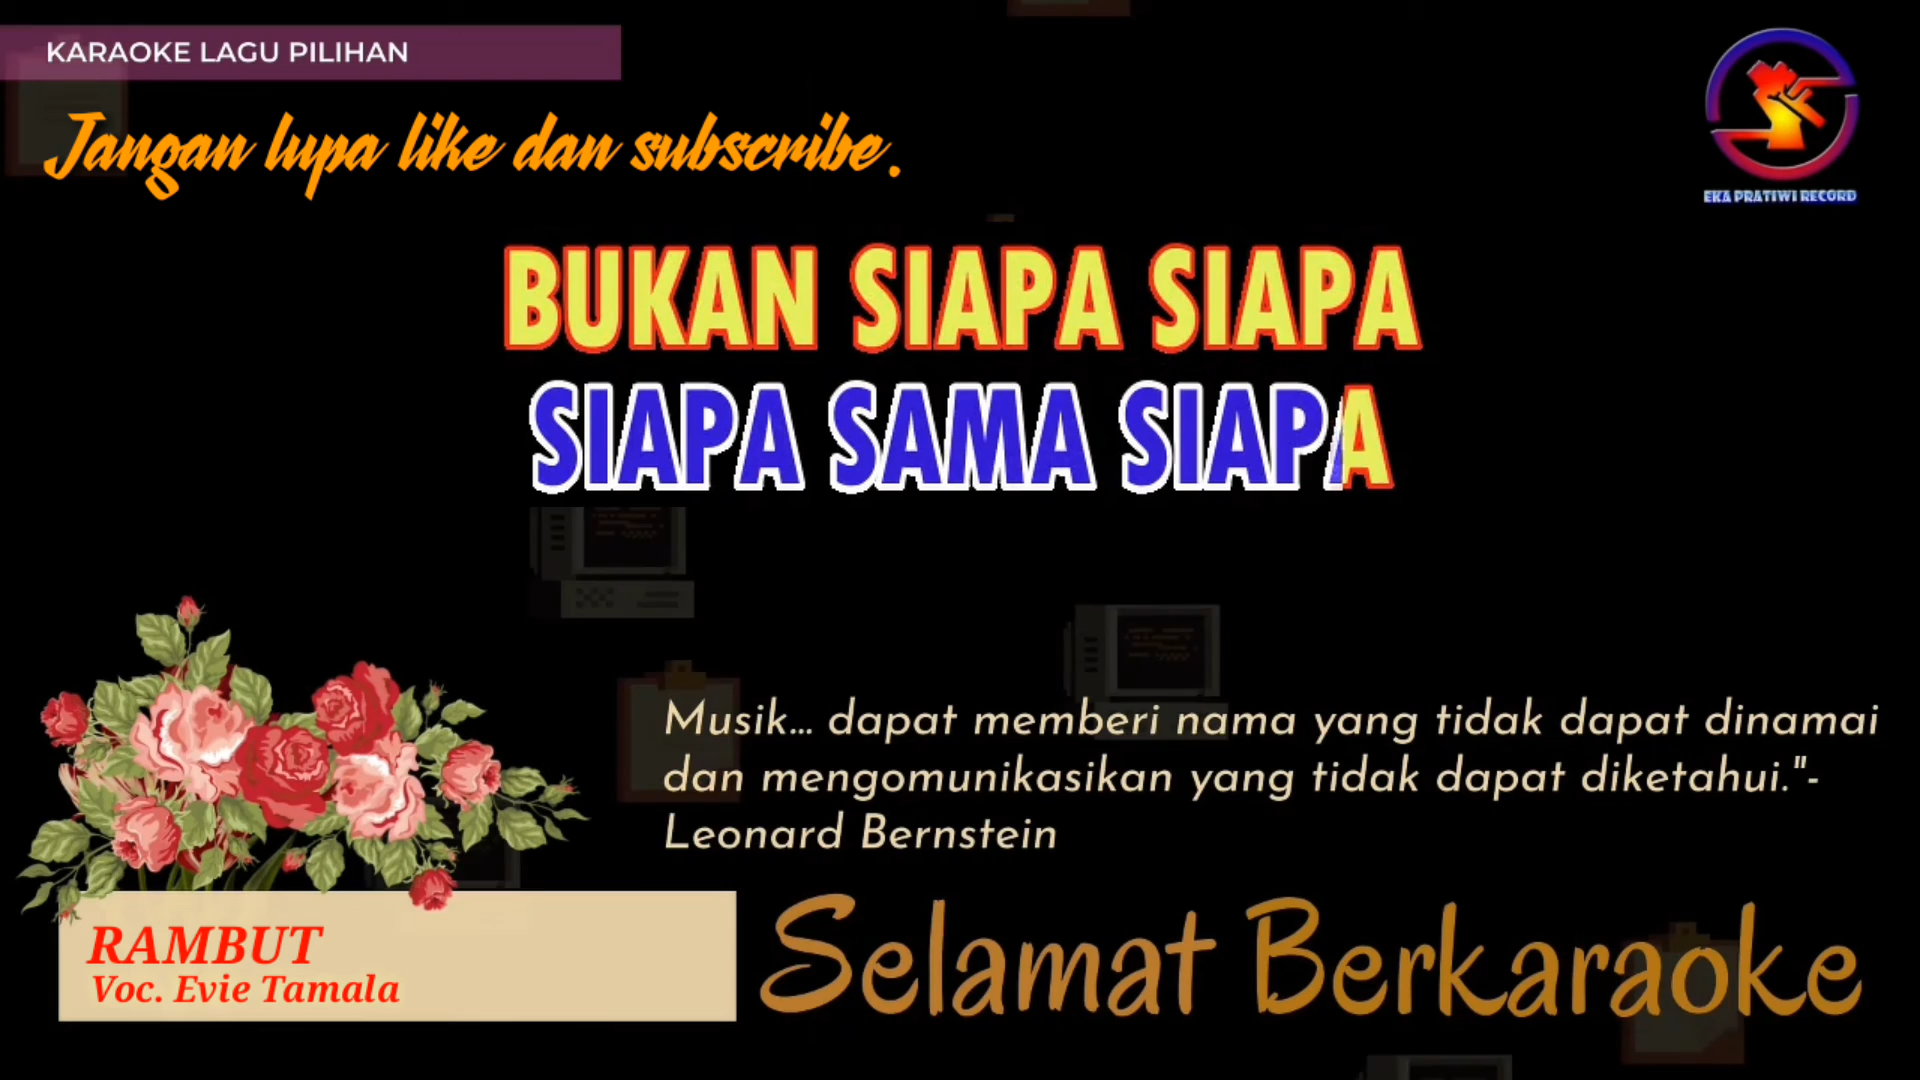 KARAOKE LAGU PILIHAN
Jangan lupa like dan subscribe.
EKA PRATIWI RECORD
BUKAN SIAPA SIAPA
SIAPA SAMA SIAPA
Musik... dapat memberi nama yang tidak dapat dinamai
dan mengomunikasikan yang tidak dapat diketahui."-
Leonard Bernstein
RAMBUT
Voc. Evie Tamala
Selamat Berkaraoke